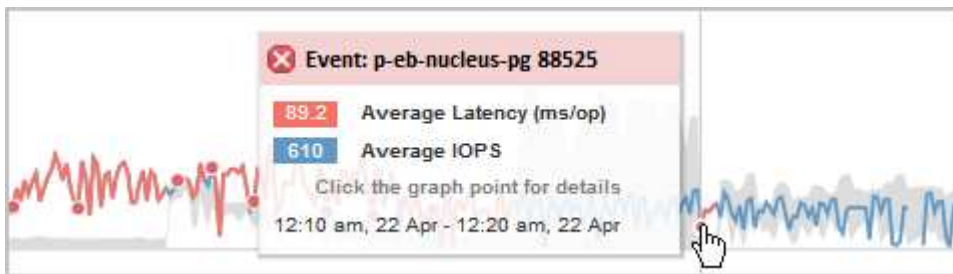 Event: p-eb-nucleus-pg 88525
89.2 Average Latency (ms/op)
610 Average IOPS
Click the graph point for details
12:10 am, 22 Apr - 12:20 am, 22 Apr